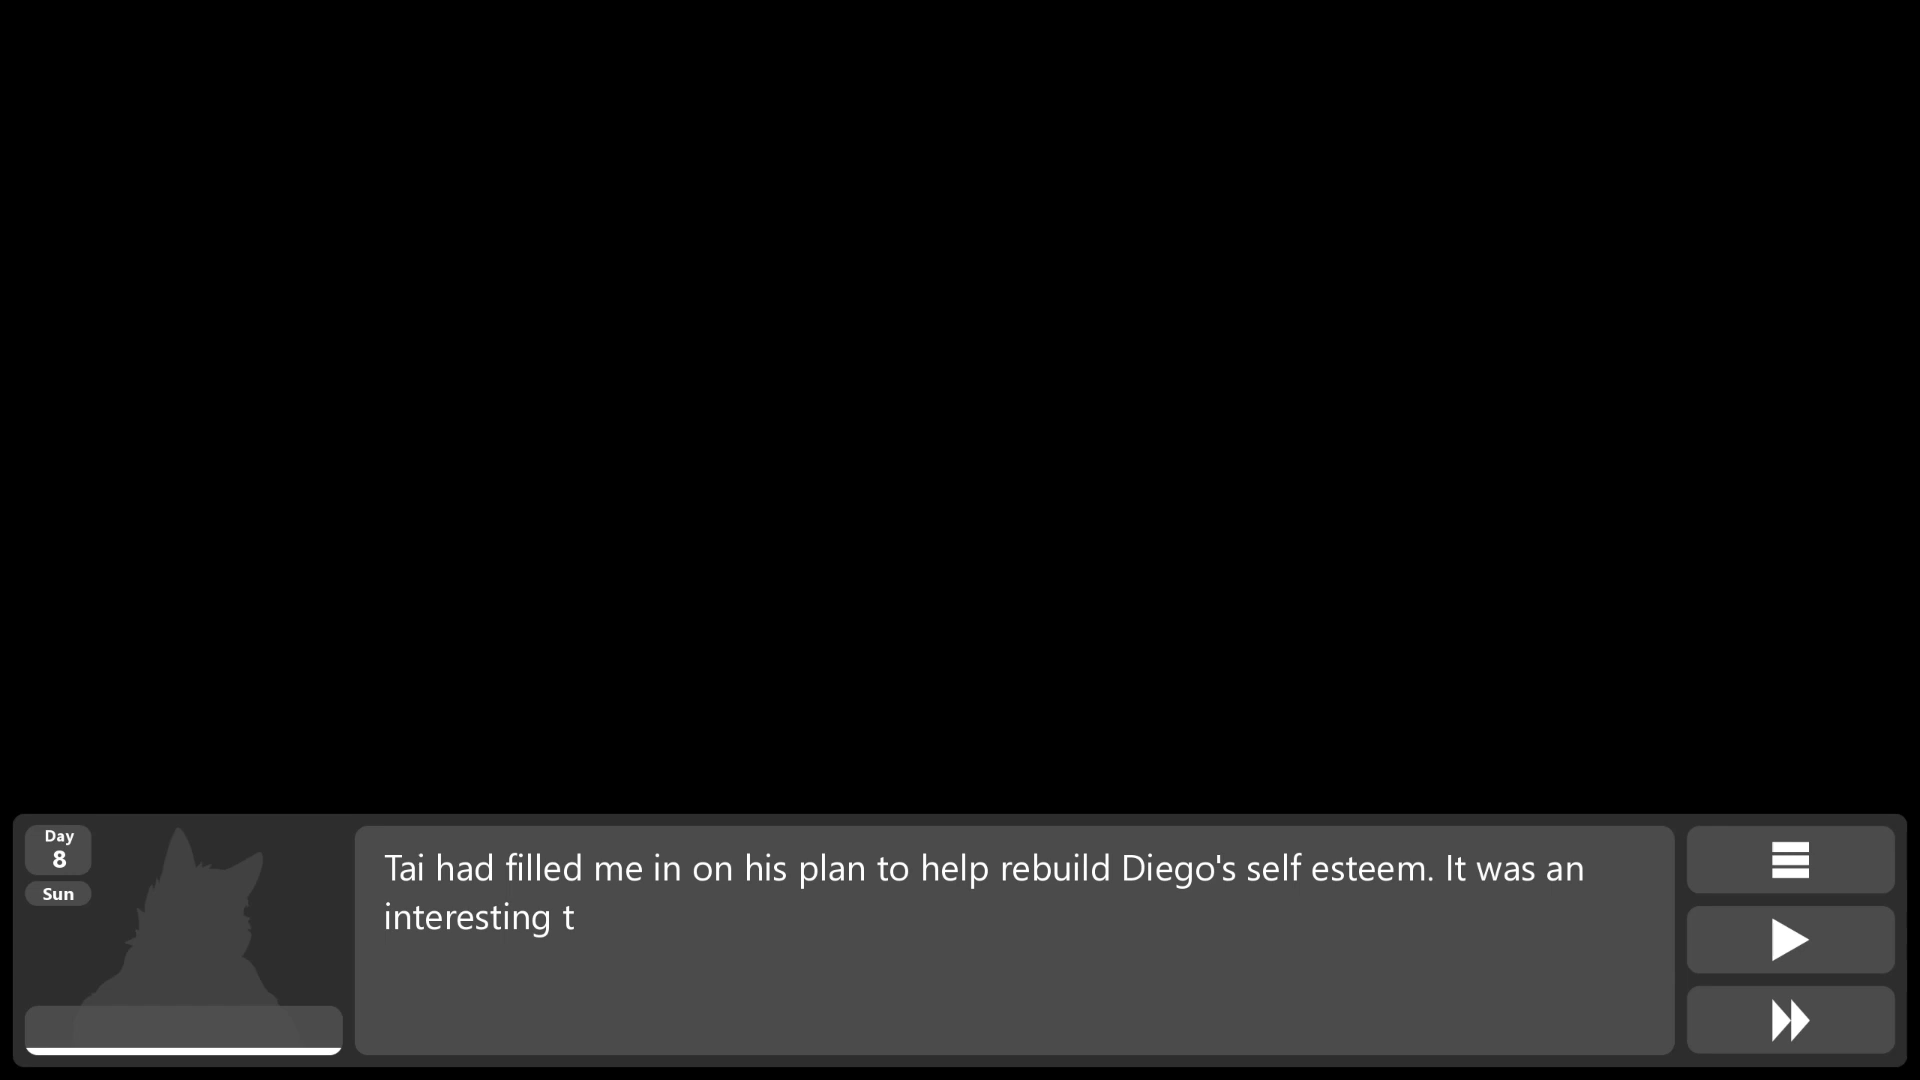 Day
8
Sun
Tai had filled me in on his plan to help rebuild Diego's self esteem. It was an
interesting t